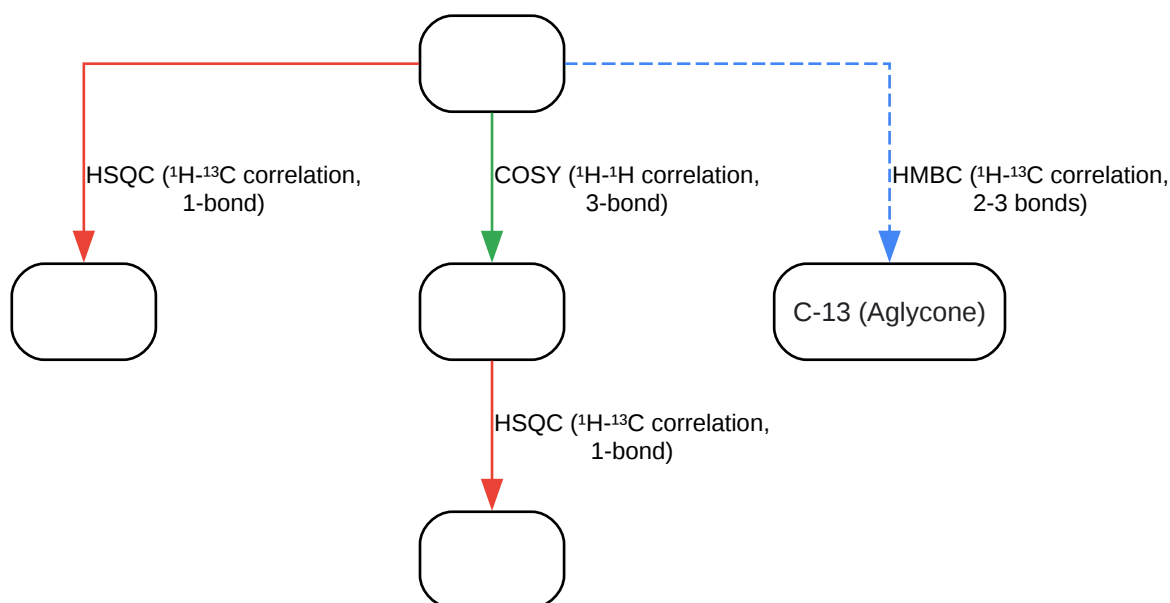 HSQC (¹H-¹³C correlation,
1-bond)
COSY (¹H-¹H correlation,
3-bond)
HMBC (¹H-¹³C correlation,
2-3 bonds)
C-13 (Aglycone)
HSQC (¹H-¹³C correlation,
1-bond)